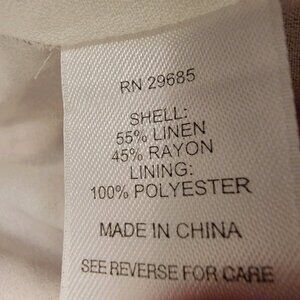 RN 29685
SHELL:
55% LINEN
45% RAYON
LINING:
100% POLYESTER
MADE IN CHINA
SEE REVERSE FOR CARE